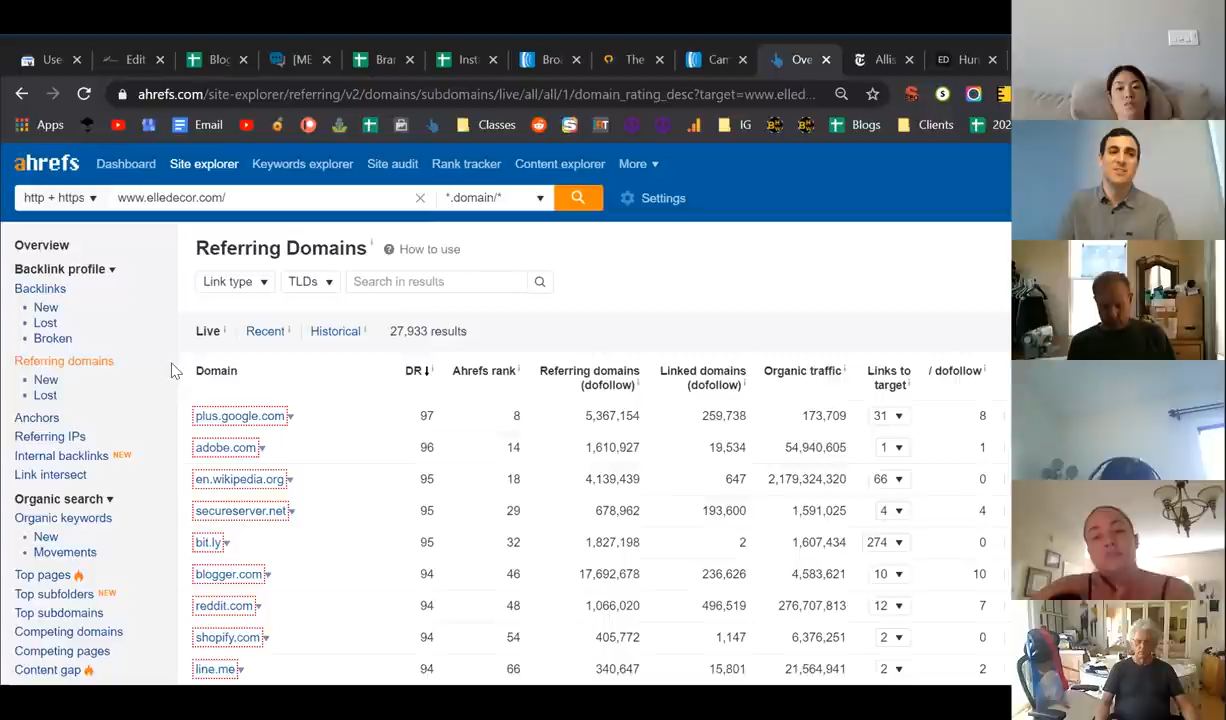 Use
Edit
Blog
[ME
Bran
Inst
Bro
The
Can
Ove
Allis
ED Hun
ahrefs.com/site-explorer/referring/v2/domains/subdomains/live/all/all/1/domain_rating_desc?target=www.elled...
Apps
Email
Classes
IG
Blogs
Clients
202
ahrefs Dashboard Site explorer Keywords explorer Site audit Rank tracker Content explorer More
http + https www.elledecor.com/ *.domain/* Settings
Overview
Backlink profile
Backlinks
New
Lost
Broken
Referring domains
New
Lost
Anchors
Referring IPs
Internal backlinks NEW
Link intersect
Organic search
Organic keywords
New
Movements
Top pages
Top subfolders NEW
Top subdomains
Competing domains
Competing pages
Content gap
Referring Domains i ? How to use
Link type TLDs Search in results
Live i Recent i Historical i 27,933 results
Domain DR Ahrefs rank Referring domains (dofollow) Linked domains (dofollow) Organic traffic Links to target / dofollow
plus.google.com 97 8 5,367,154 259,738 173,709 31 8
adobe.com 96 14 1,610,927 19,534 54,940,605 1 1
en.wikipedia.org 95 18 4,139,439 647 2,179,324,320 66 0
secureserver.net 95 29 678,962 193,600 1,591,025 4 4
bit.ly 95 32 1,827,198 2 1,607,434 274 0
blogger.com 94 46 17,692,678 236,626 4,583,621 10 10
reddit.com 94 48 1,066,020 496,519 276,707,813 12 7
shopify.com 94 54 405,772 1,147 6,376,251 2 0
line.me 94 66 340,647 15,801 21,564,941 2 2